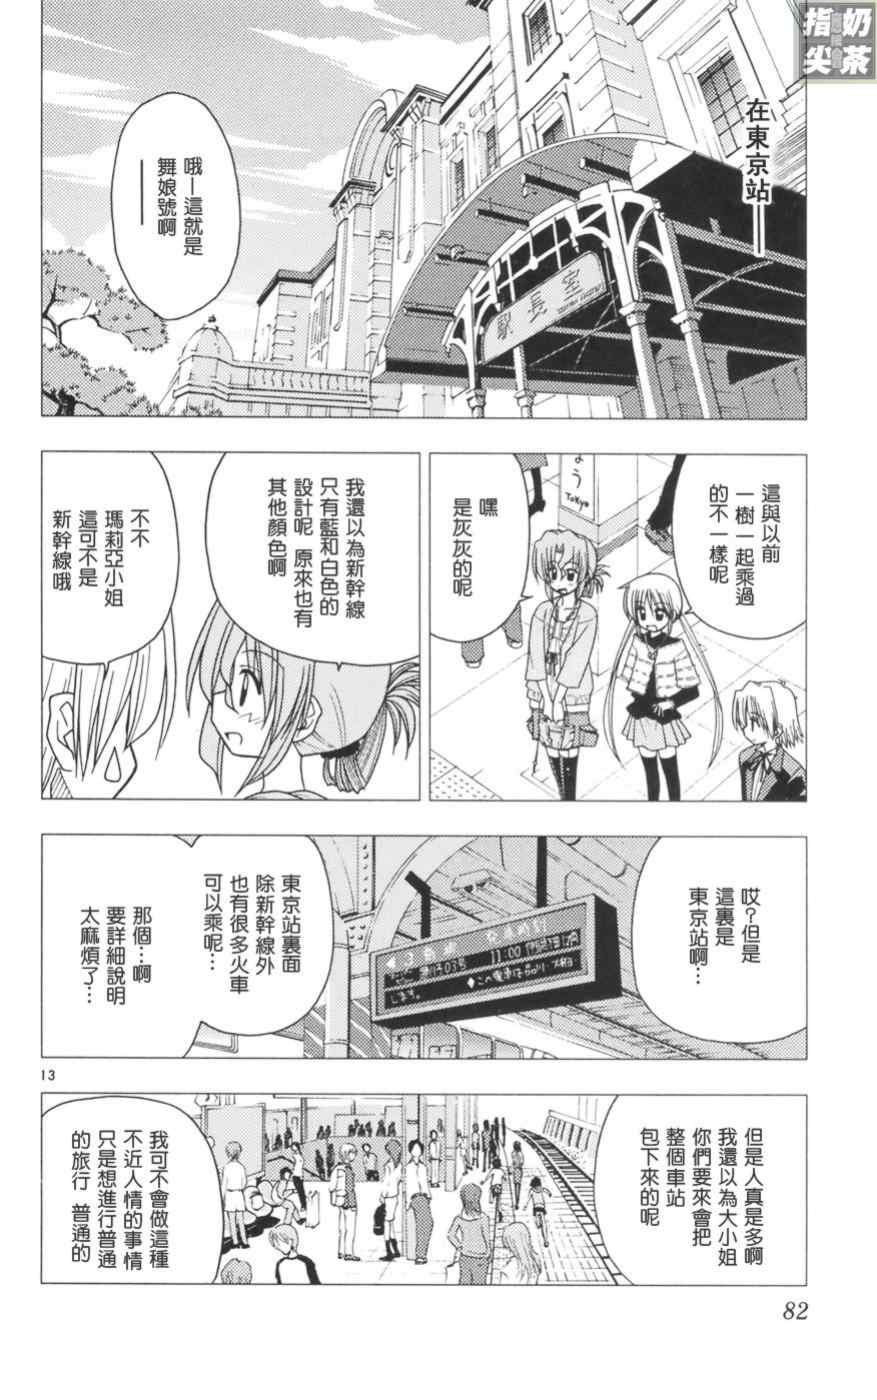 指奶
尖茶
在東京站——
哦—這就是
舞娘號啊
——
駅長室
這與以前
一樹一起乘過
的不一樣呢
嘿
是灰灰的呢
Tokyo
我還以為新幹線
只有藍和白色的
設計呢 原來也有
其他顏色啊
不不
瑪莉亞小姐
這可不是
新幹線哦
哎?但是
這裏是
東京站啊…
11:00
東京站裏面
除新幹線外
也有很多火車
可以乘呢…
那個…啊
要詳細說明
太麻煩了…
13
但是人真是多啊
我還以為大小姐
你們要來會把
整個車站
包下來的呢
我可不會做這種
不近人情的事情
只是想進行普通
的旅行 普通的
82